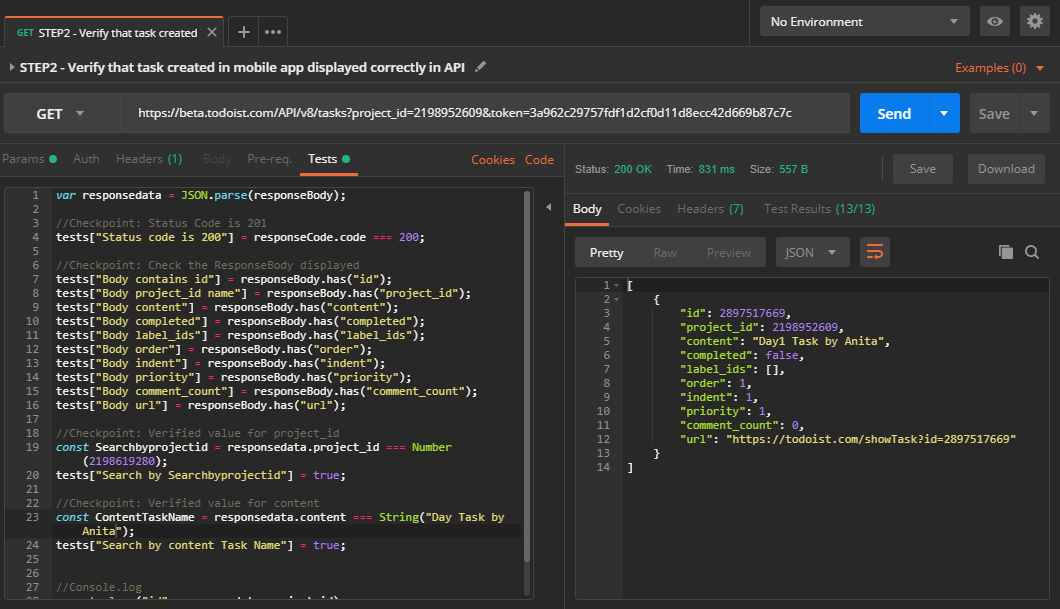 GET STEP2 - Verify that task created
No Environment
STEP2 - Verify that task created in mobile app displayed correctly in API
Examples (0)
GET
https://beta.todoist.com/API/v8/tasks?project_id=2198952609&token=3a962c29757fdf1d2cf0d11d8ecc42d669b87c7c
Send
Save
Params
Auth
Headers (1)
Body
Pre-req.
Tests
Cookies
Code
Status: 200 OK
Time: 831 ms
Size: 557 B
Save
Download
Body
Cookies
Headers (7)
Test Results (13/13)
Pretty
Raw
Preview
JSON
1 var responsedata = JSON.parse(responseBody);
2
3 //Checkpoint: Status Code is 201
4 tests["Status code is 200"] = responseCode.code === 200;
5
6 //Checkpoint: Check the ResponseBody displayed
7 tests["Body contains id"] = responseBody.has("id");
8 tests["Body project_id name"] = responseBody.has("project_id");
9 tests["Body content"] = responseBody.has("content");
10 tests["Body completed"] = responseBody.has("completed");
11 tests["Body label_ids"] = responseBody.has("label_ids");
12 tests["Body order"] = responseBody.has("order");
13 tests["Body indent"] = responseBody.has("indent");
14 tests["Body priority"] = responseBody.has("priority");
15 tests["Body comment_count"] = responseBody.has("comment_count");
16 tests["Body url"] = responseBody.has("url");
17
18 //Checkpoint: Verified value for project_id
19 const Searchbyprojectid = responsedata.project_id === Number
(2198619280);
20 tests["Search by Searchbyprojectid"] = true;
21
22 //Checkpoint: Verified value for content
23 const ContentTaskName = responsedata.content === String("Day Task by
Anita");
24 tests["Search by content Task Name"] = true;
25
26
27 //Console.log
1 [
2 {
3 "id": 2897517669,
4 "project_id": 2198952609,
5 "content": "Day1 Task by Anita",
6 "completed": false,
7 "label_ids": [],
8 "order": 1,
9 "indent": 1,
10 "priority": 1,
11 "comment_count": 0,
12 "url": "https://todoist.com/showTask?id=2897517669"
13 }
14 ]